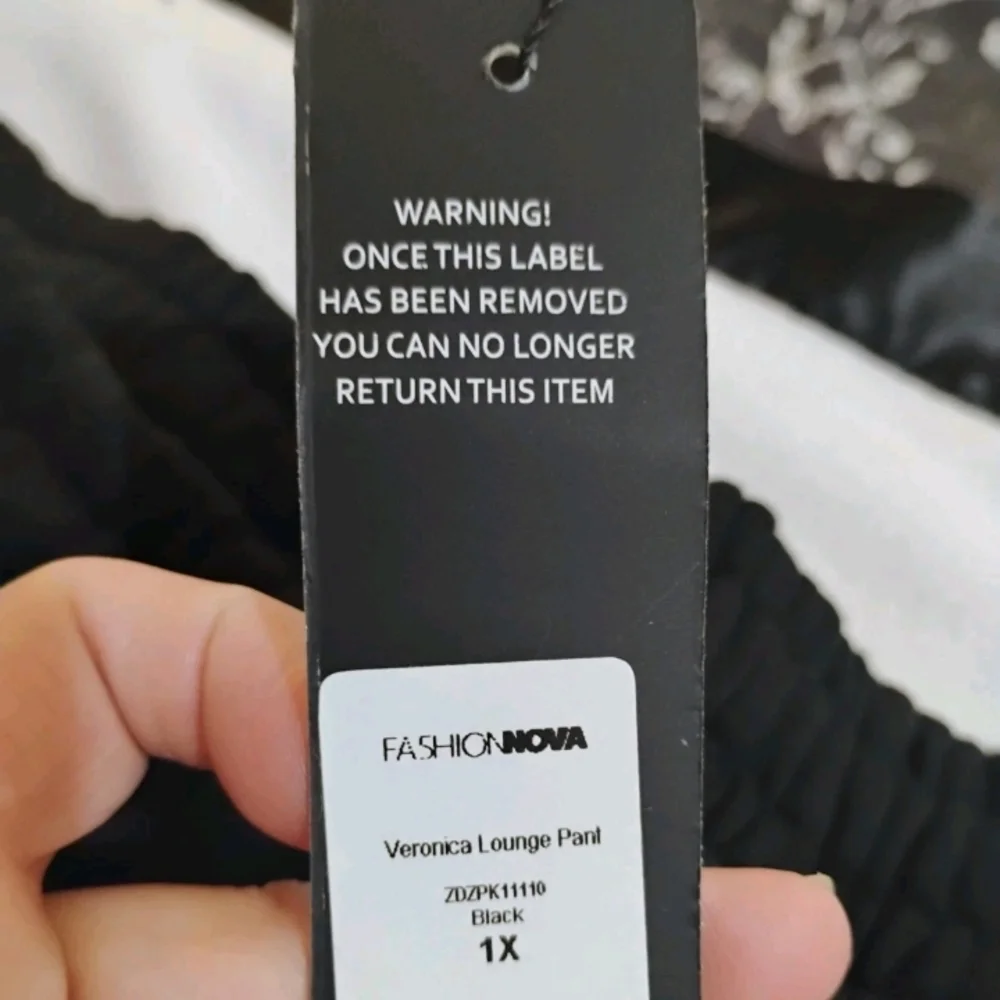 WARNING!
ONCE THIS LABEL
HAS BEEN REMOVED
YOU CAN NO LONGER
RETURN THIS ITEM
FASHIONNOVA
Veronica Lounge Pant
ZDZPK11110
Black
1X